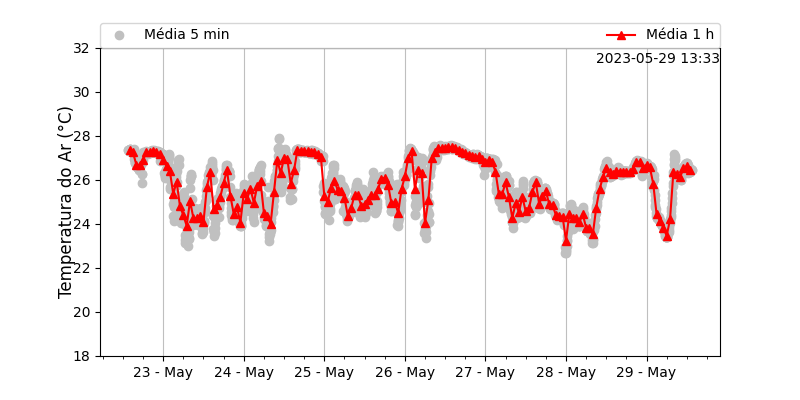 Média 5 min
Média 1 h
2023-05-29 13:33
Temperatura do Ar (°C)
32
30
28
26
24
22
20
18
23 - May
24 - May
25 - May
26 - May
27 - May
28 - May
29 - May